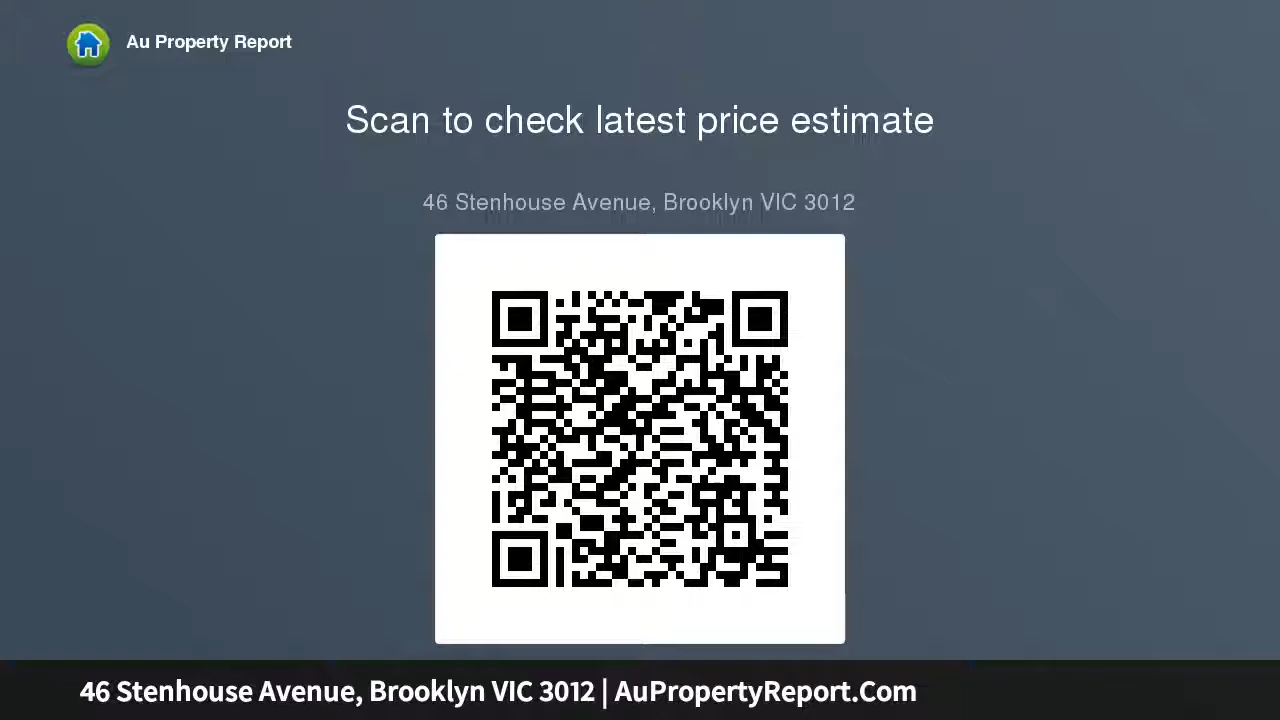 Au Property Report
Scan to check latest price estimate
46 Stenhouse Avenue, Brooklyn VIC 3012
46 Stenhouse Avenue, Brooklyn VIC 3012 | AuPropertyReport.Com